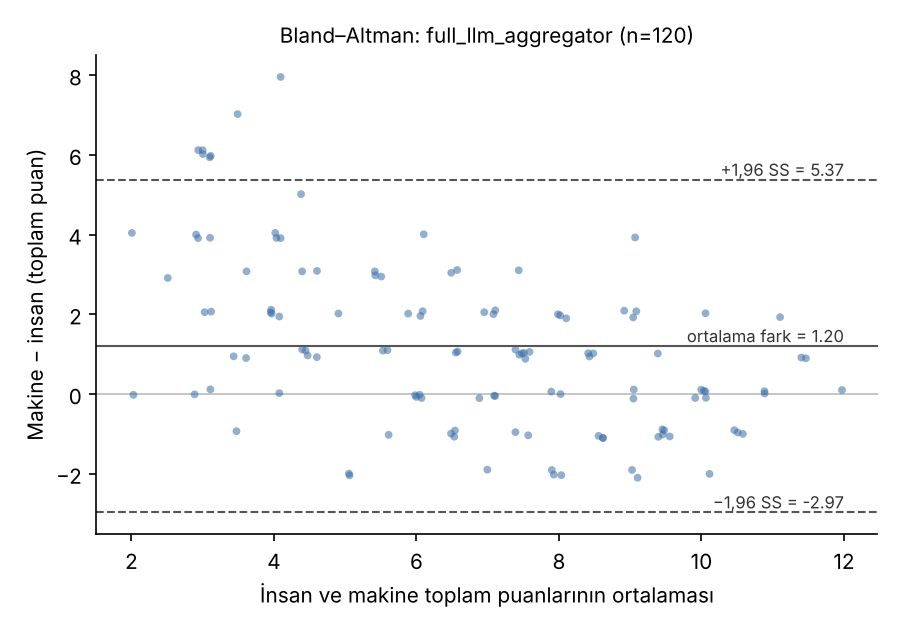 Bland–Altman: full_llm_aggregator (n=120)
Makine − insan (toplam puan)
8
6
4
2
0
−2
+1,96 SS = 5.37
ortalama fark = 1.20
−1,96 SS = -2.97
2 4 6 8 10 12
İnsan ve makine toplam puanlarının ortalaması